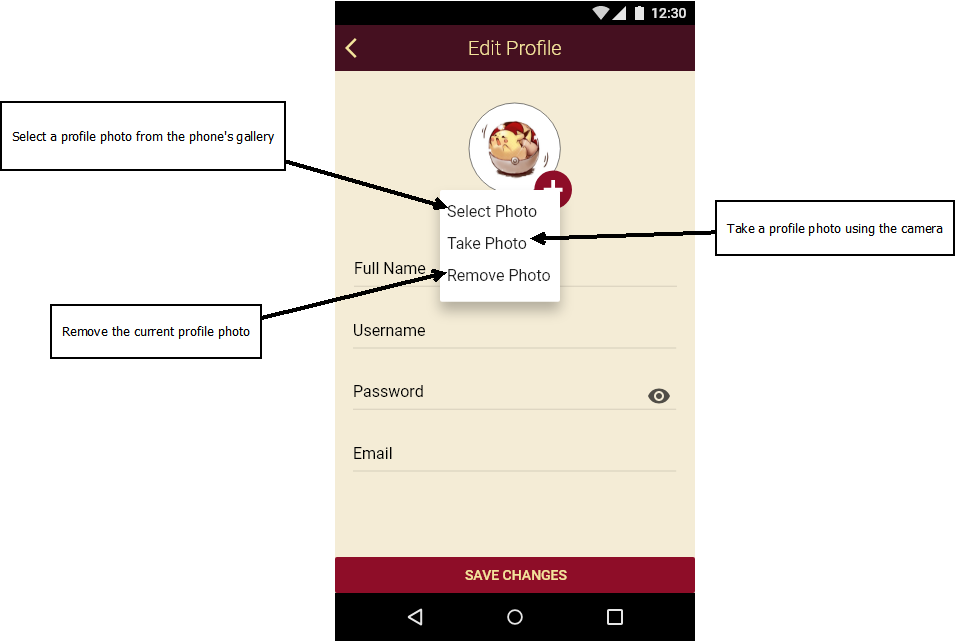 12:30
Edit Profile
Select a profile photo from the phone's gallery
Select Photo
Take a profile photo using the camera
Take Photo
Full Name
Remove Photo
Remove the current profile photo
Username
Password
Email
SAVE CHANGES